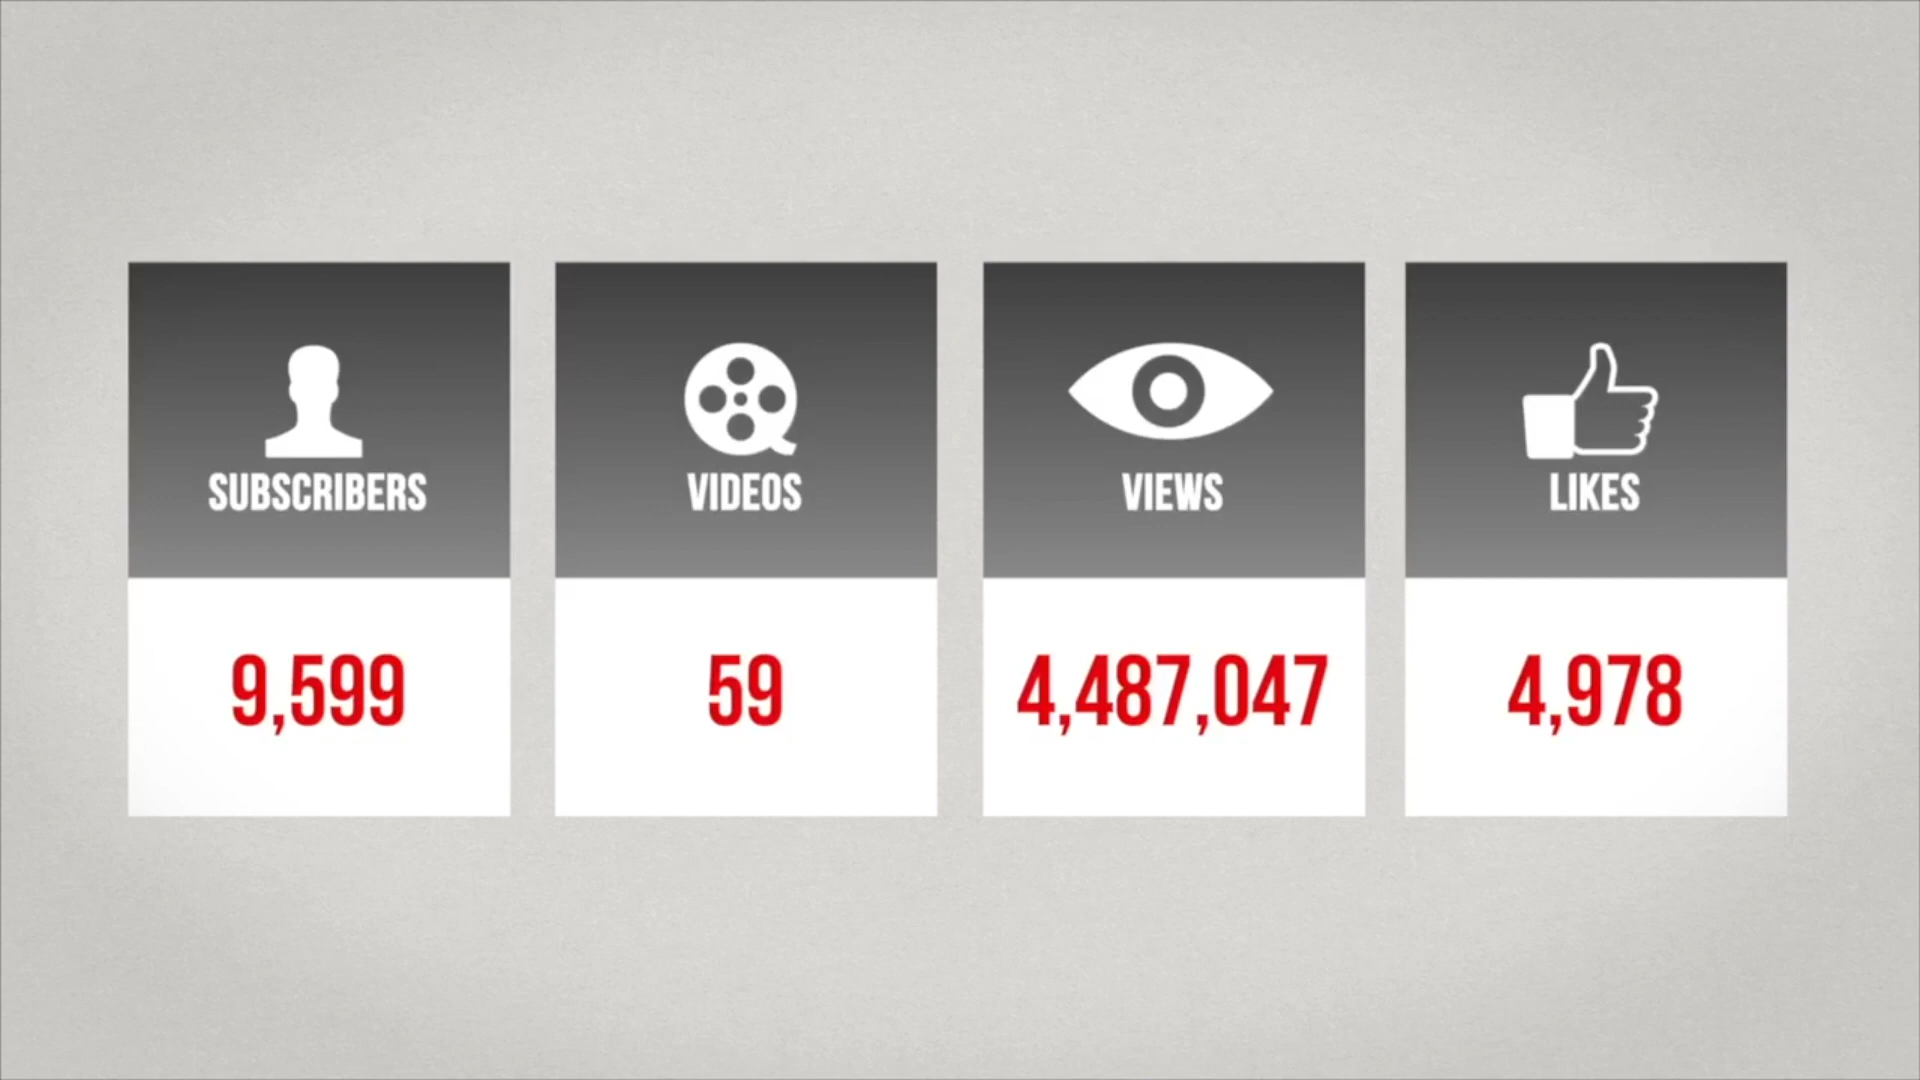 SUBSCRIBERS
9,599
VIDEOS
59
VIEWS
4,487,047
LIKES
4,978